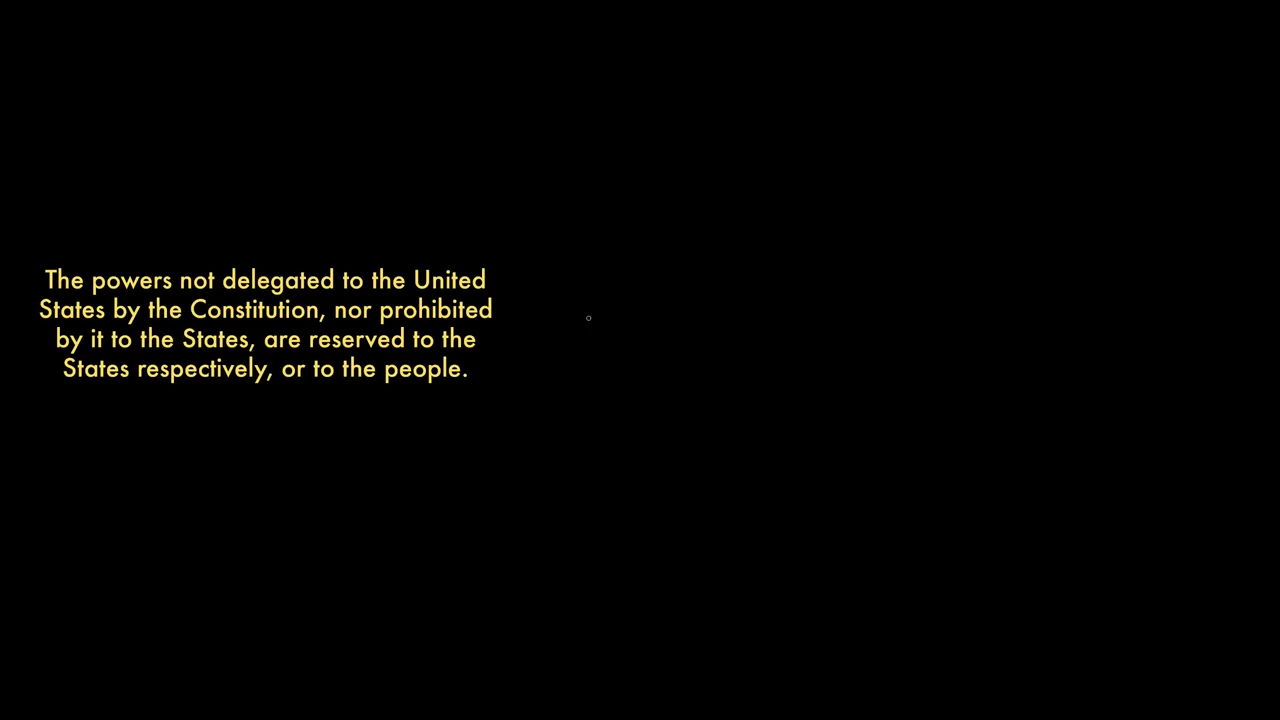 The powers not delegated to the United
States by the Constitution, nor prohibited
by it to the States, are reserved to the
States respectively, or to the people.